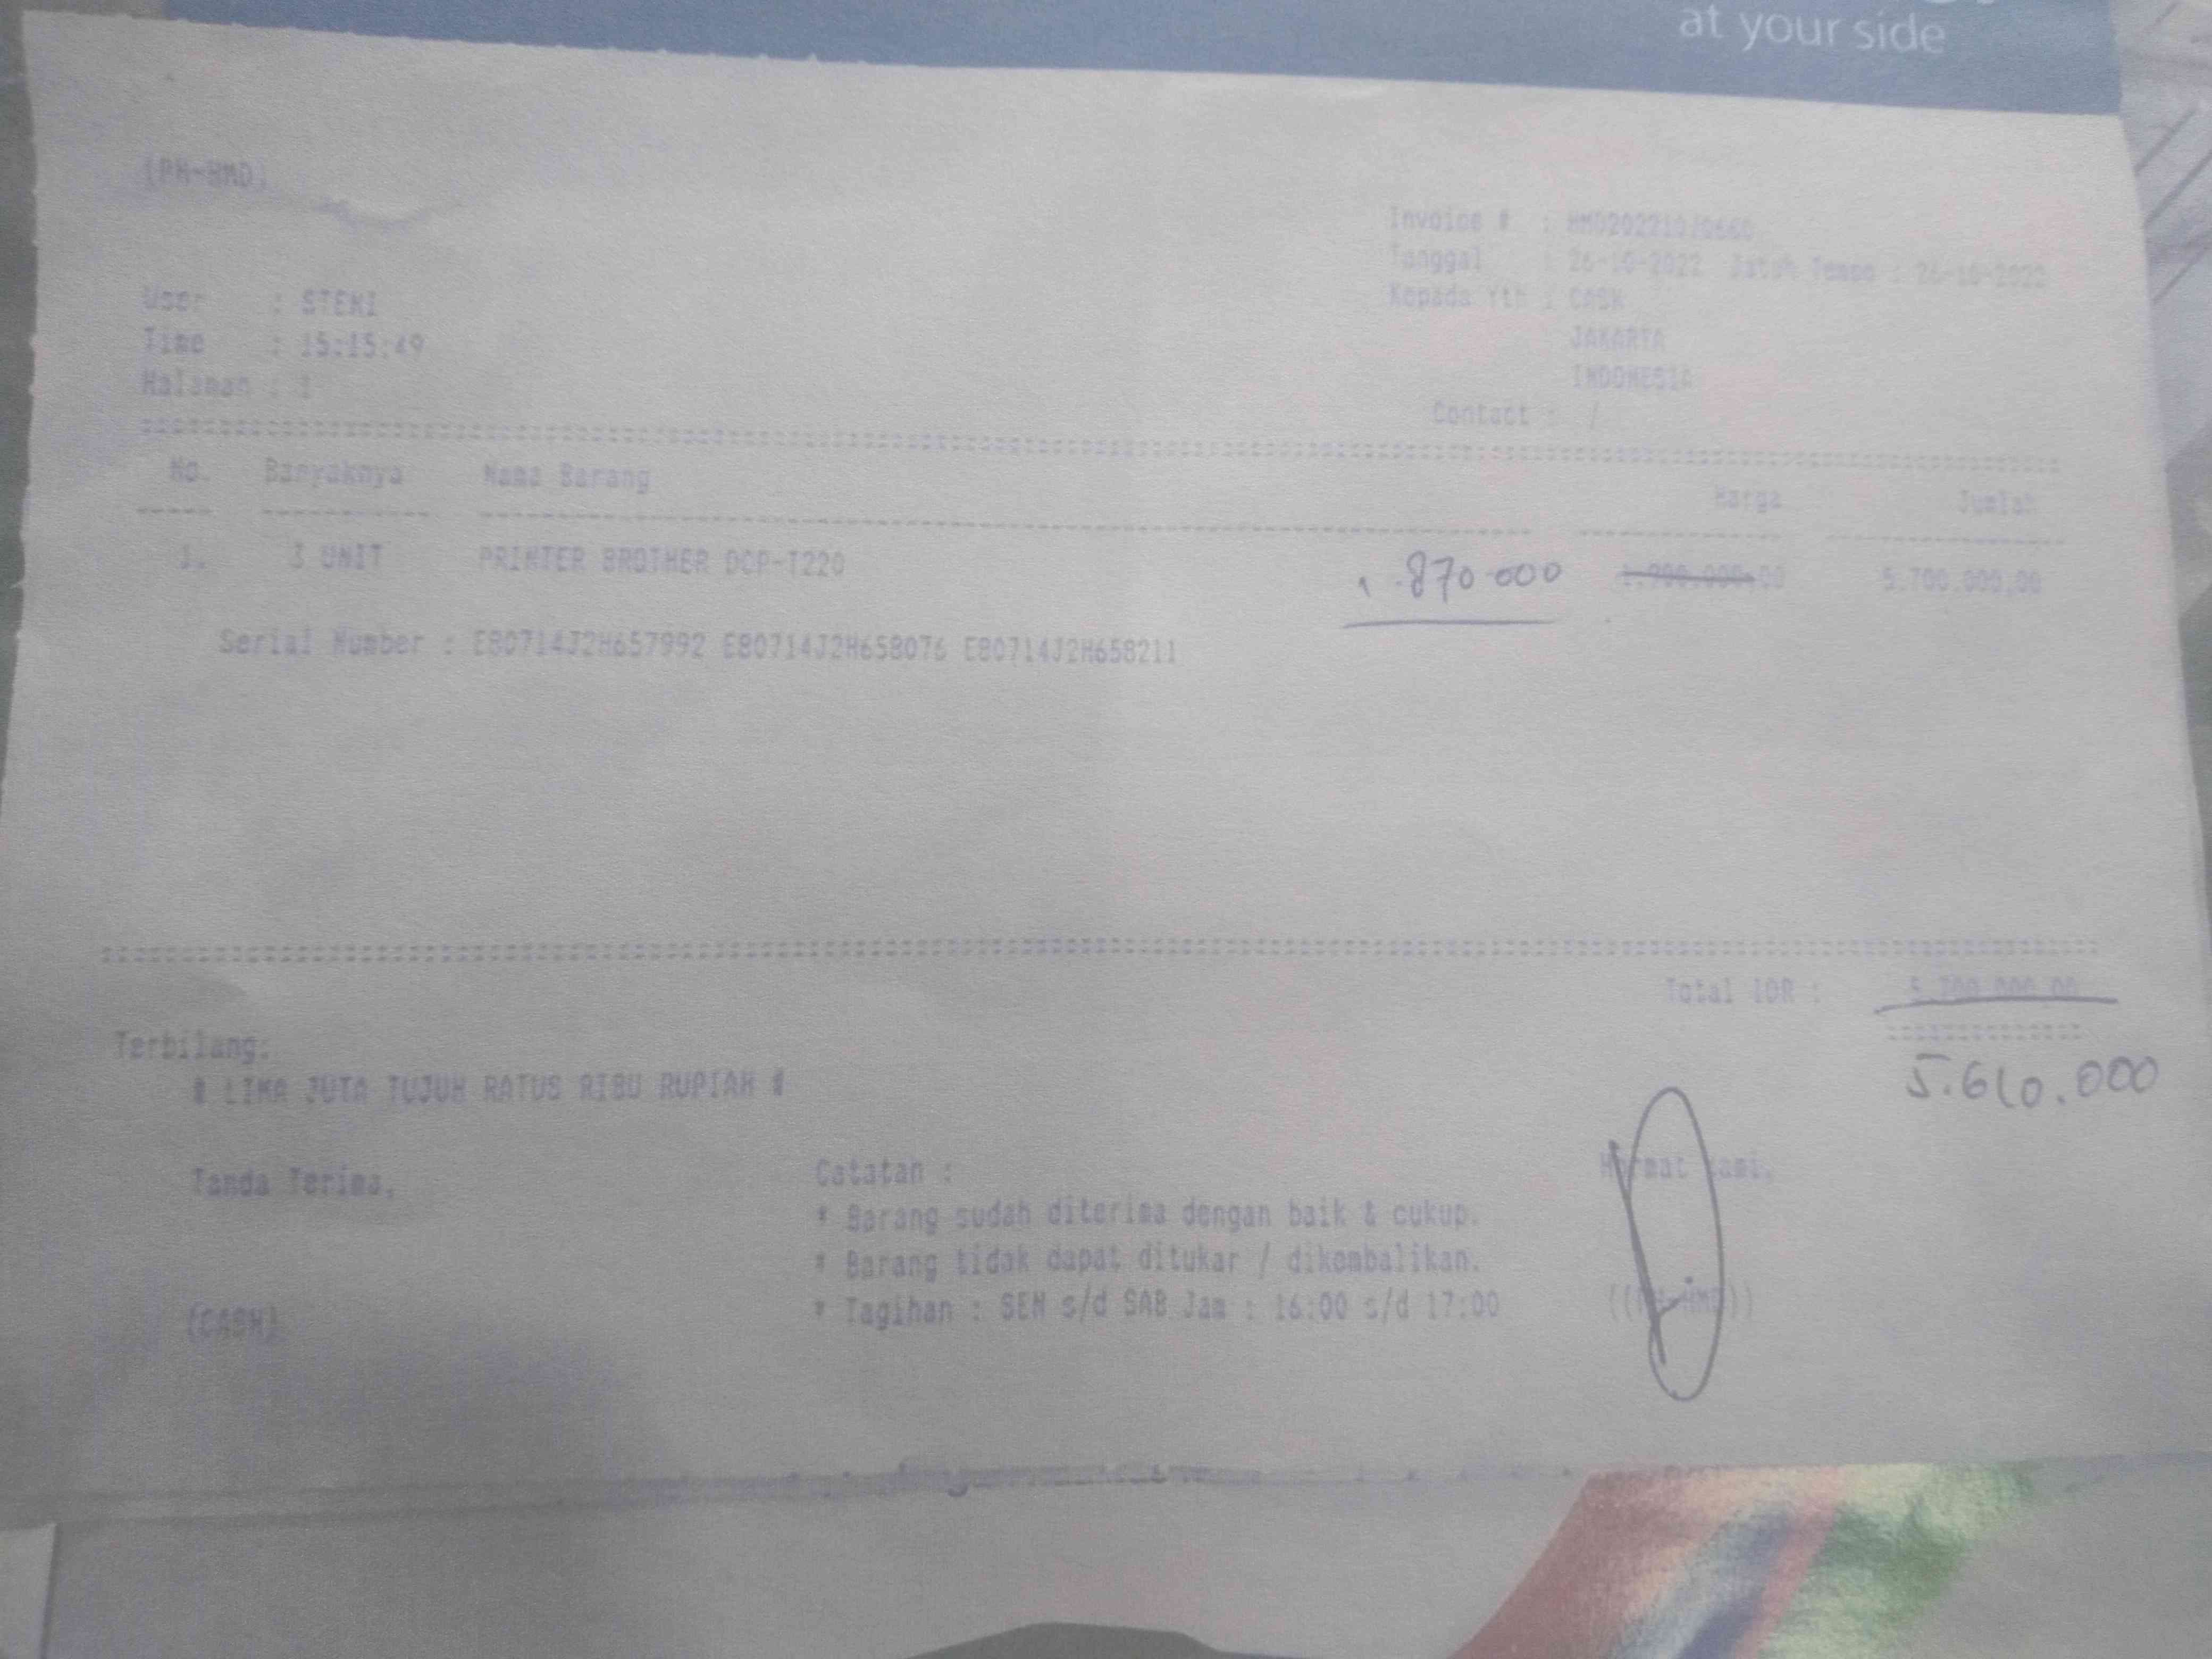 at your side
(PM-HMD)
Invoice # :
Tanggal : 26-10-2022 Jatuh Tempo : 26-10-2022
User : STEMI
Kepada Yth : CASH
Time : 15:15:49
JAKARTA
Halaman : 1
INDONESIA
Contact : /
No. Banyaknya Nama Barang Harga Jumlah
1. 3 UNIT PRINTER BROTHER DCP-T220 1.870.000 1.900.000,00 5.700.000,00
Serial Number : E80714J2H657992 E80714J2H658076 E80714J2H658211
Total IDR : 5.700.000,00
Terbilang:
5.610.000
# LIMA JUTA TUJUH RATUS RIBU RUPIAH #
Tanda Terima, Catatan : Hormat Kami,
* Barang sudah diterima dengan baik & cukup.
* Barang tidak dapat ditukar / dikembalikan.
(CASH) * Tagihan : SEN s/d SAB Jam : 16:00 s/d 17:00